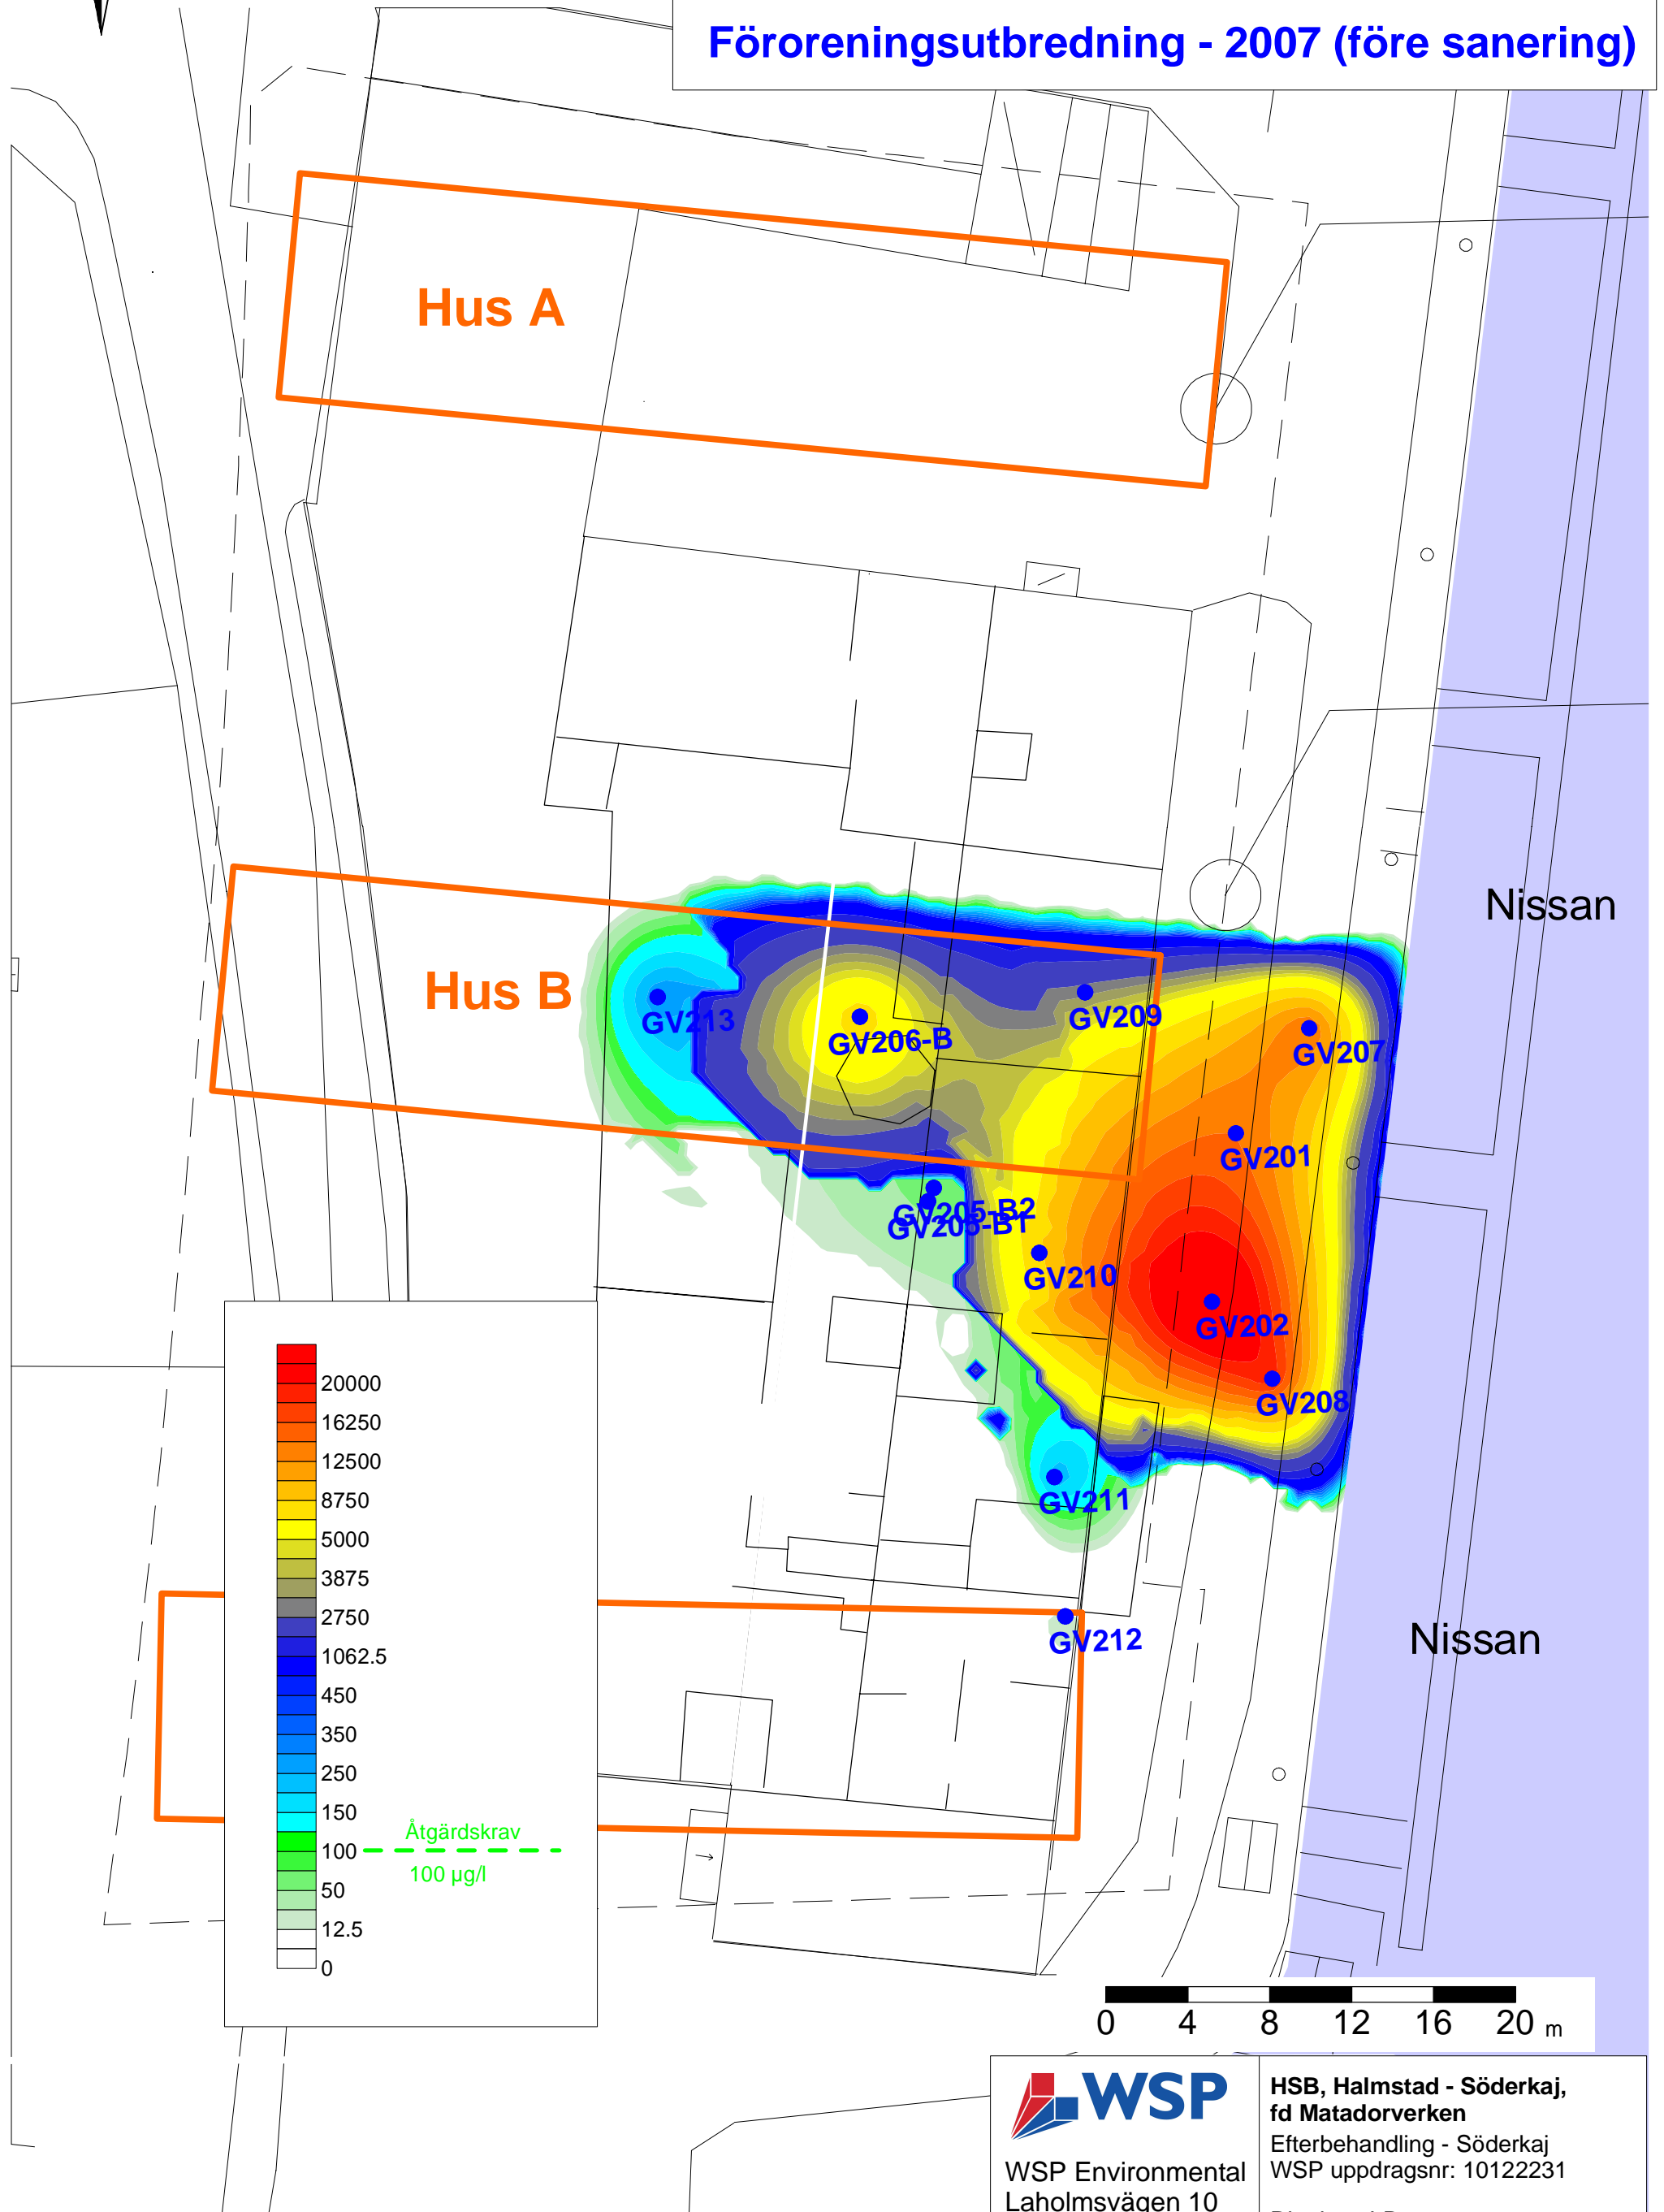 Föroreningsutbredning - 2007 (före sanering)
Hus A
Nissan
Hus B
GV213
GV206-B
GV209
GV207
GV201
GV205-B2
GV205-B1
GV210
GV202
GV208
GV211
GV212
Nissan
20000
16250
12500
8750
5000
3875
2750
1062.5
450
350
250
150
100
50
12.5
0
Åtgärdskrav
100 µg/l
0 4 8 12 16 20 m
WSP
WSP Environmental
Laholmsvägen 10
HSB, Halmstad - Söderkaj,
fd Matadorverken
Efterbehandling - Söderkaj
WSP uppdragsnr: 10122231